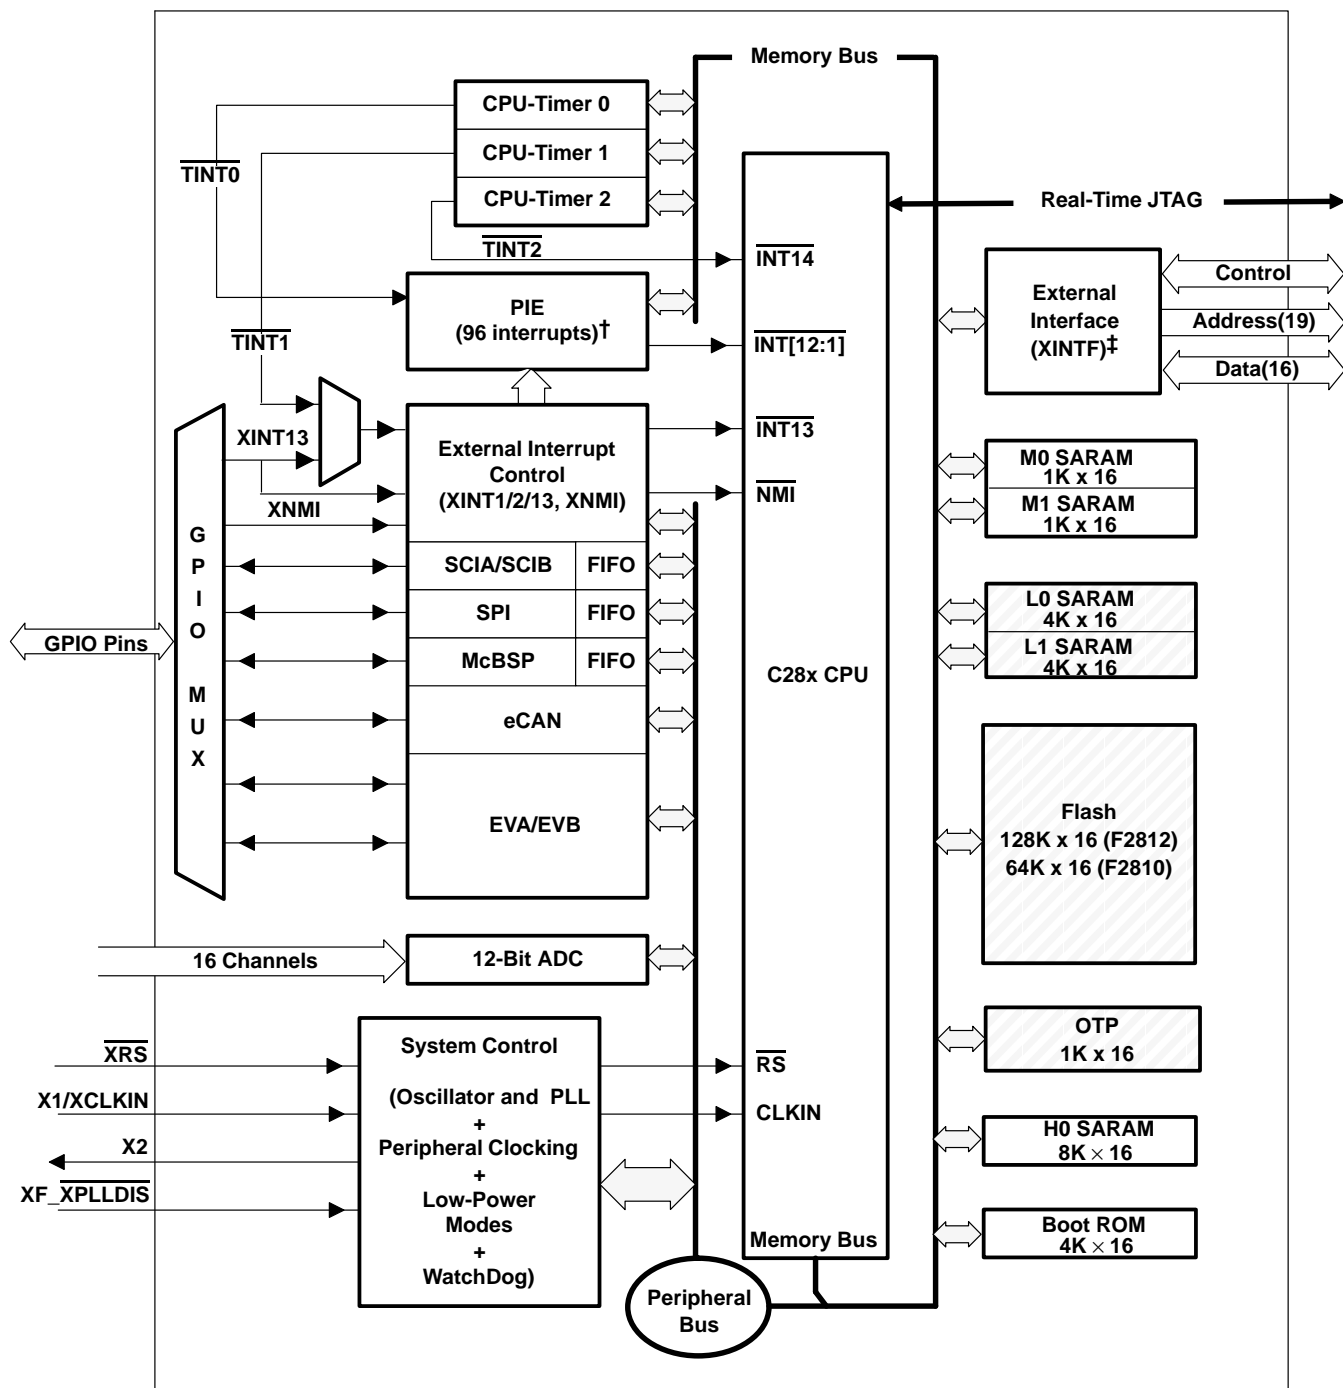 Memory Bus
CPU-Timer 0
CPU-Timer 1
CPU-Timer 2
TINT0
TINT2
TINT1
Real-Time JTAG
INT14
PIE
(96 interrupts)†
INT[12:1]
External
Interface
(XINTF)‡
Control
Address(19)
Data(16)
XINT13
XNMI
External Interrupt
Control
(XINT1/2/13, XNMI)
INT13
NMI
M0 SARAM
1K x 16
M1 SARAM
1K x 16
G
P
I
O
M
U
X
GPIO Pins
SCIA/SCIB
FIFO
SPI
FIFO
McBSP
FIFO
eCAN
EVA/EVB
C28x CPU
L0 SARAM
4K x 16
L1 SARAM
4K x 16
Flash
128K x 16 (F2812)
64K x 16 (F2810)
16 Channels
12-Bit ADC
OTP
1K x 16
XRS
X1/XCLKIN
X2
XF_XPLLDIS
System Control
(Oscillator and PLL
+
Peripheral Clocking
+
Low-Power
Modes
+
WatchDog)
RS
CLKIN
H0 SARAM
8K × 16
Boot ROM
4K × 16
Memory Bus
Peripheral
Bus